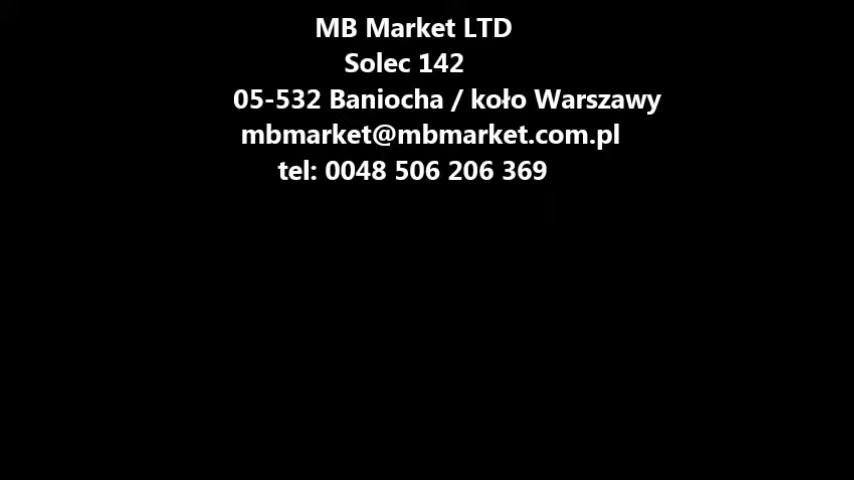 MB Market LTD
Solec 142
05-532 Baniocha / koło Warszawy
mbmarket@mbmarket.com.pl
tel: 0048 506 206 369